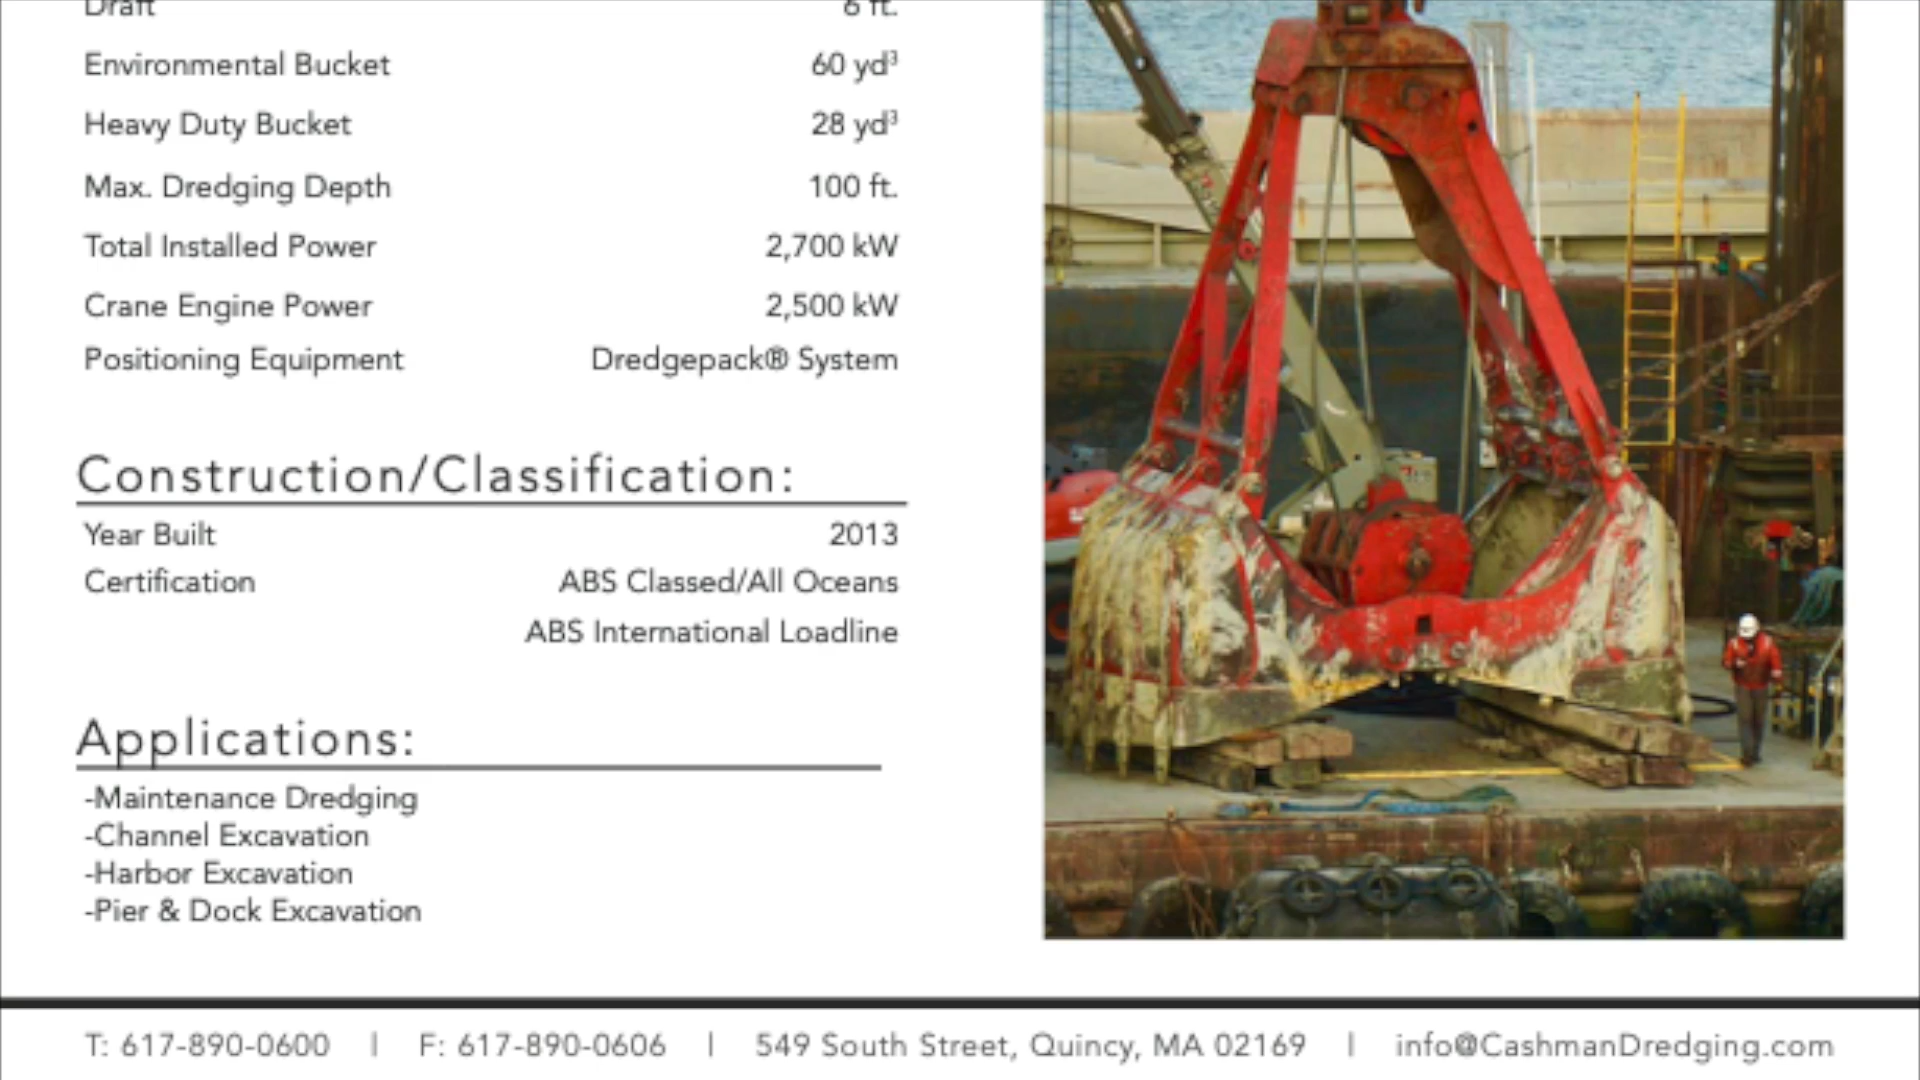 Draft 6 ft.
Environmental Bucket 60 yd³
Heavy Duty Bucket 28 yd³
Max. Dredging Depth 100 ft.
Total Installed Power 2,700 kW
Crane Engine Power 2,500 kW
Positioning Equipment Dredgepack® System
Construction/Classification:
Year Built 2013
Certification ABS Classed/All Oceans
ABS International Loadline
Applications:
-Maintenance Dredging
-Channel Excavation
-Harbor Excavation
-Pier & Dock Excavation
T: 617-890-0600 | F: 617-890-0606 | 549 South Street, Quincy, MA 02169 | info@CashmanDredging.com